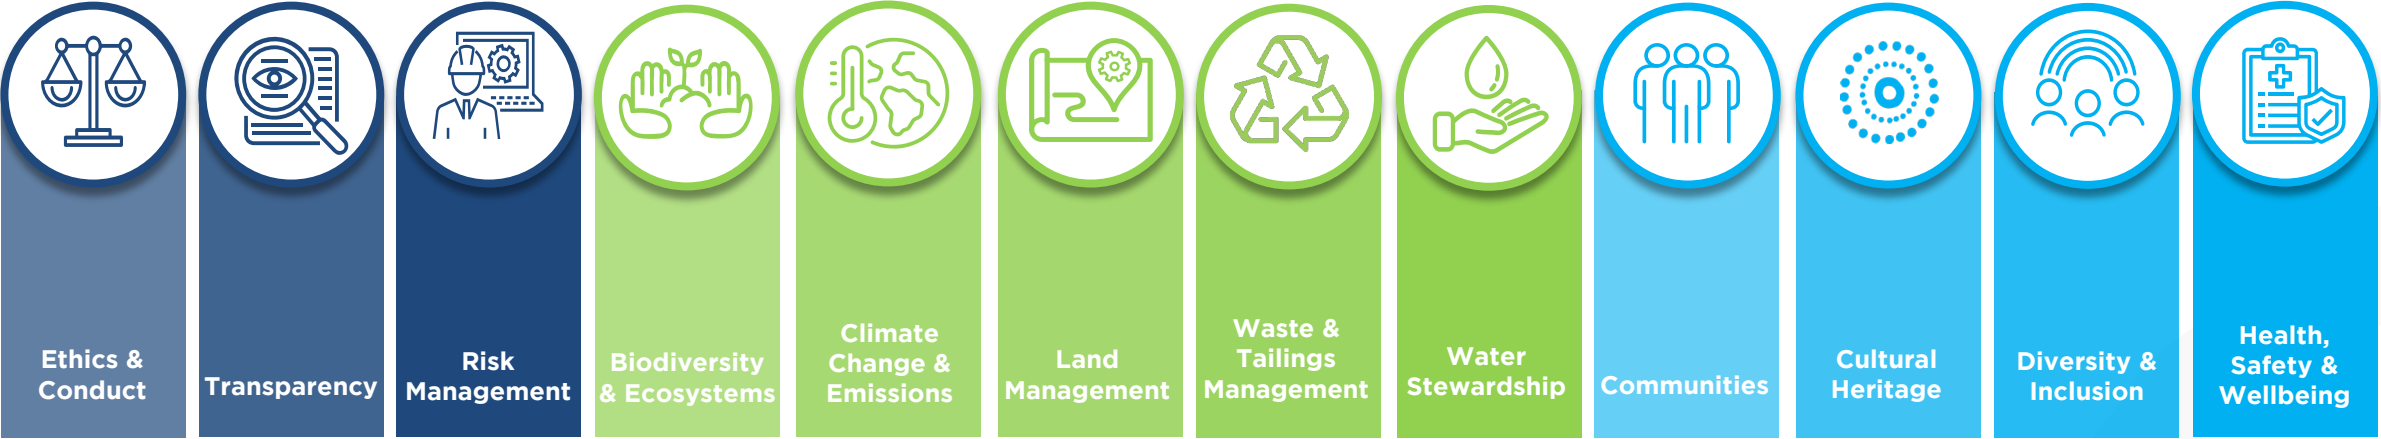 Ethics &
Conduct
Transparency
Risk
Management
Biodiversity
& Ecosystems
Climate
Change &
Emissions
Land
Management
Waste &
Tailings
Management
Water
Stewardship
Communities
Cultural
Heritage
Diversity &
Inclusion
Health,
Safety &
Wellbeing